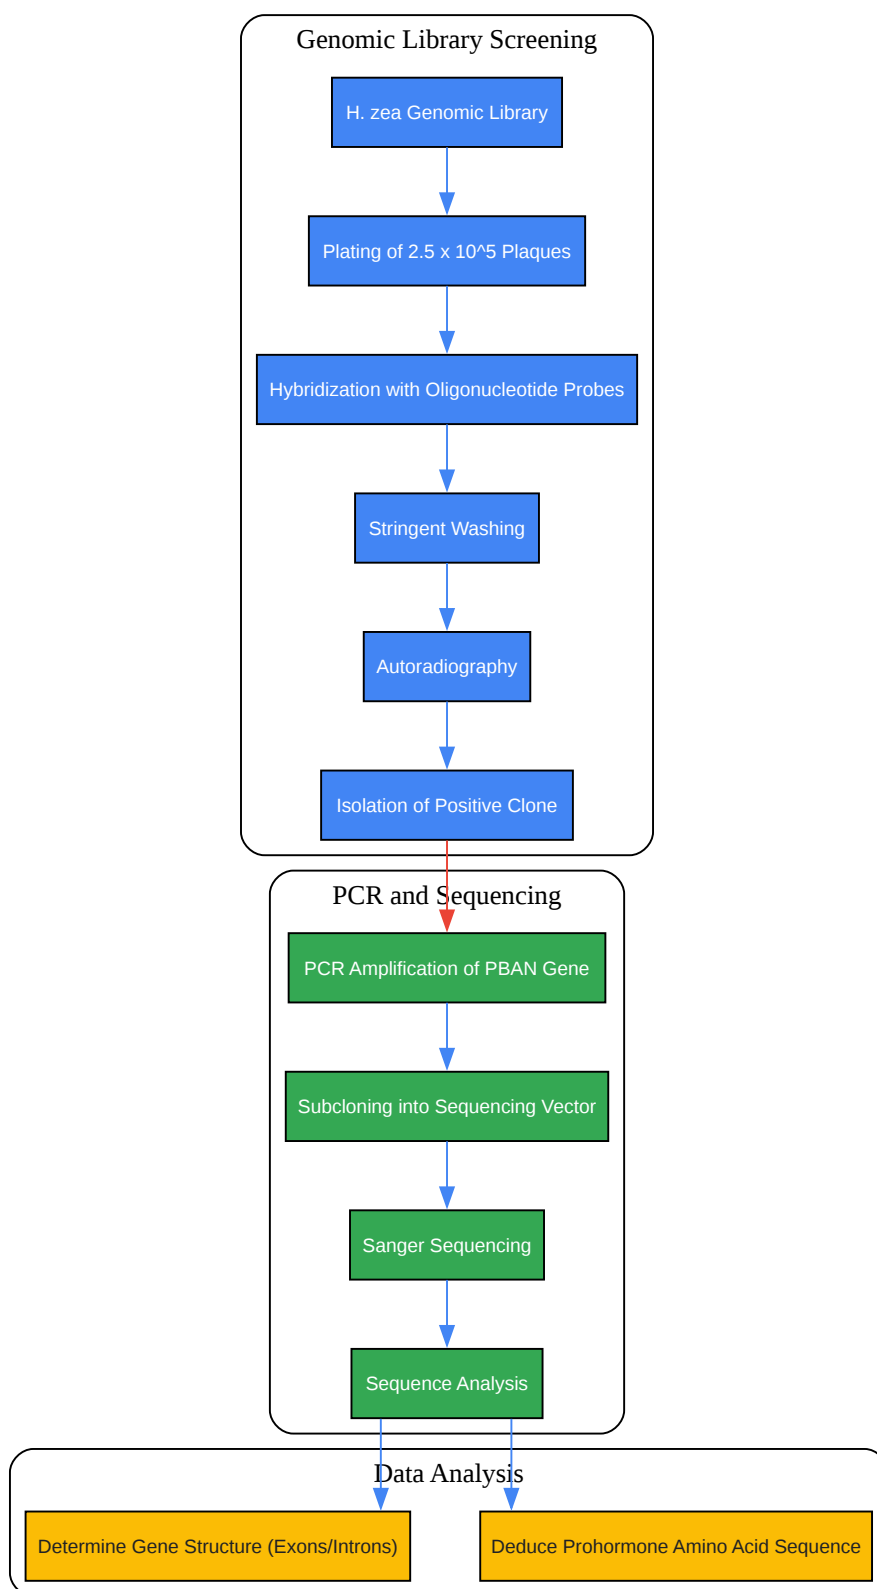 Genomic Library Screening
H. zea Genomic Library
Plating of 2.5 x 10^5 Plaques
Hybridization with Oligonucleotide Probes
Stringent Washing
Autoradiography
Isolation of Positive Clone
PCR and Sequencing
PCR Amplification of PBAN Gene
Subcloning into Sequencing Vector
Sanger Sequencing
Sequence Analysis
Data Analysis
Determine Gene Structure (Exons/Introns)
Deduce Prohormone Amino Acid Sequence